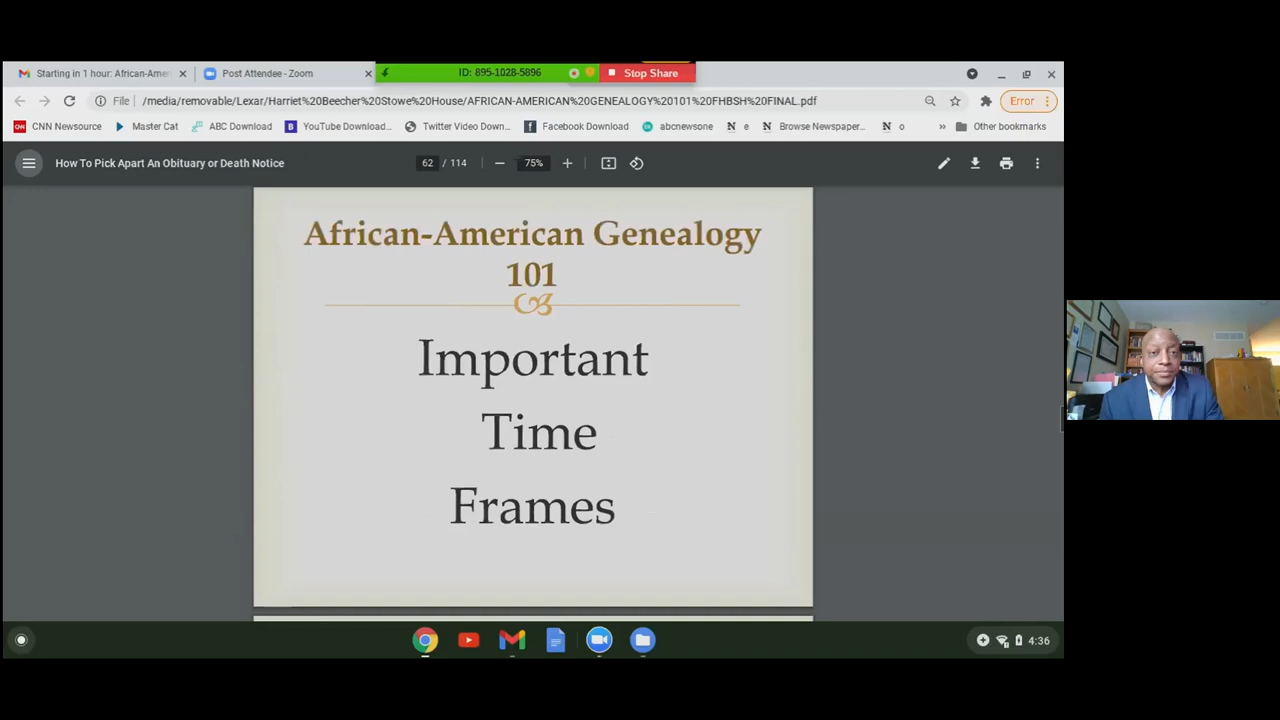 Starting in 1 hour: African-Amer
Post Attendee - Zoom
ID: 895-1028-5896
Stop Share
File
/media/removable/Lexar/Harriet%20Beecher%20Stowe%20House/AFRICAN-AMERICAN%20GENEALOGY%20101%20FHBSH%20FINAL.pdf
Error
CNN Newsource
Master Cat
ABC Download
YouTube Download...
Twitter Video Down...
Facebook Download
abcnewsone
N e
N Browse Newspaper...
N o
»
Other bookmarks
How To Pick Apart An Obituary or Death Notice
62 / 114
75%
African-American Genealogy
101
Important
Time
Frames
4:36